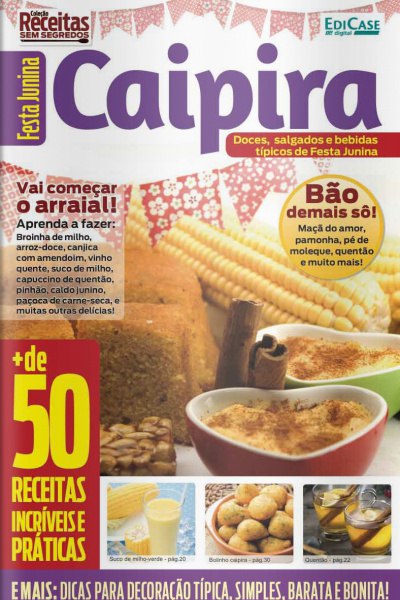 Coleção
Receitas
SEM SEGREDOS
EDICASE
digital
Festa Junina
Caipira
Doces, salgados e bebidas
típicos de Festa Junina
Vai começar
o arraial!
Aprenda a fazer:
Broinha de milho,
arroz-doce, canjica
com amendoim, vinho
quente, suco de milho,
capuccino de quentão,
pinhão, caldo junino,
paçoca de carne-seca, e
muitas outras delícias!
Bão
demais sô!
Maçã do amor,
pamonha, pé de
moleque, quentão
e muito mais!
+de
50
RECEITAS
INCRÍVEIS E
PRÁTICAS
Suco de milho-verde - pág.20
Bolinho caipira - pág.30
Quentão - pág.22
E MAIS: DICAS PARA DECORAÇÃO TÍPICA, SIMPLES, BARATA E BONITA!